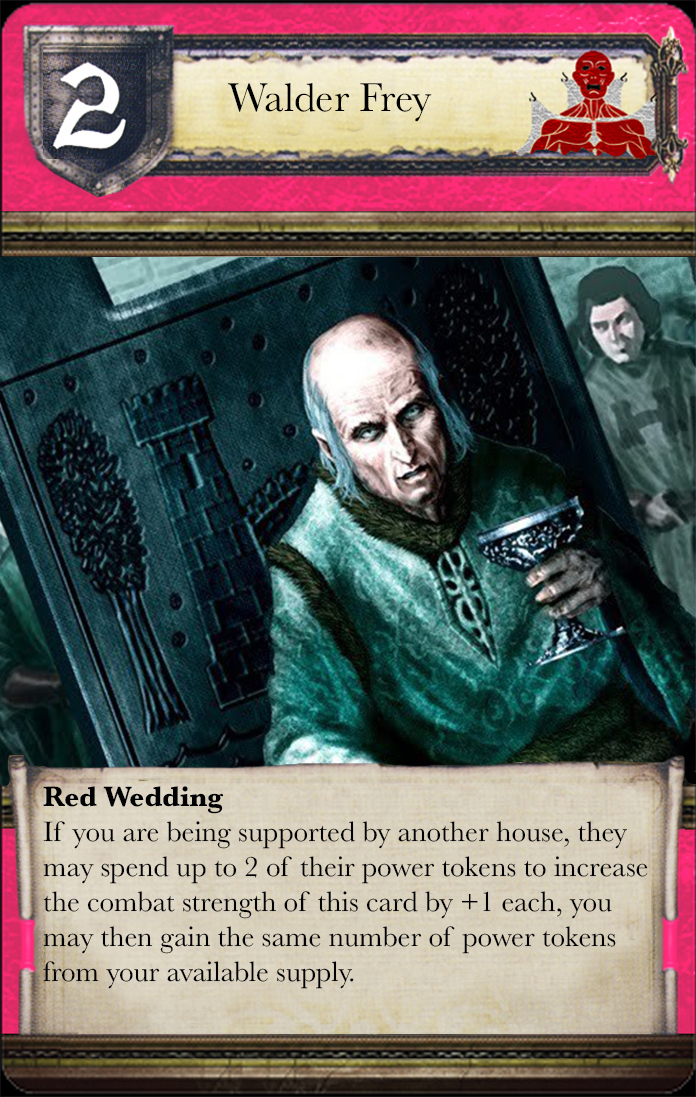 2
Walder Frey
H
Red Wedding
If you are being supported by another house, they
may spend up to 2 of their power tokens to increase
the combat strength of this card by +1 each, you
may then gain the same number of power tokens
from your available supply.